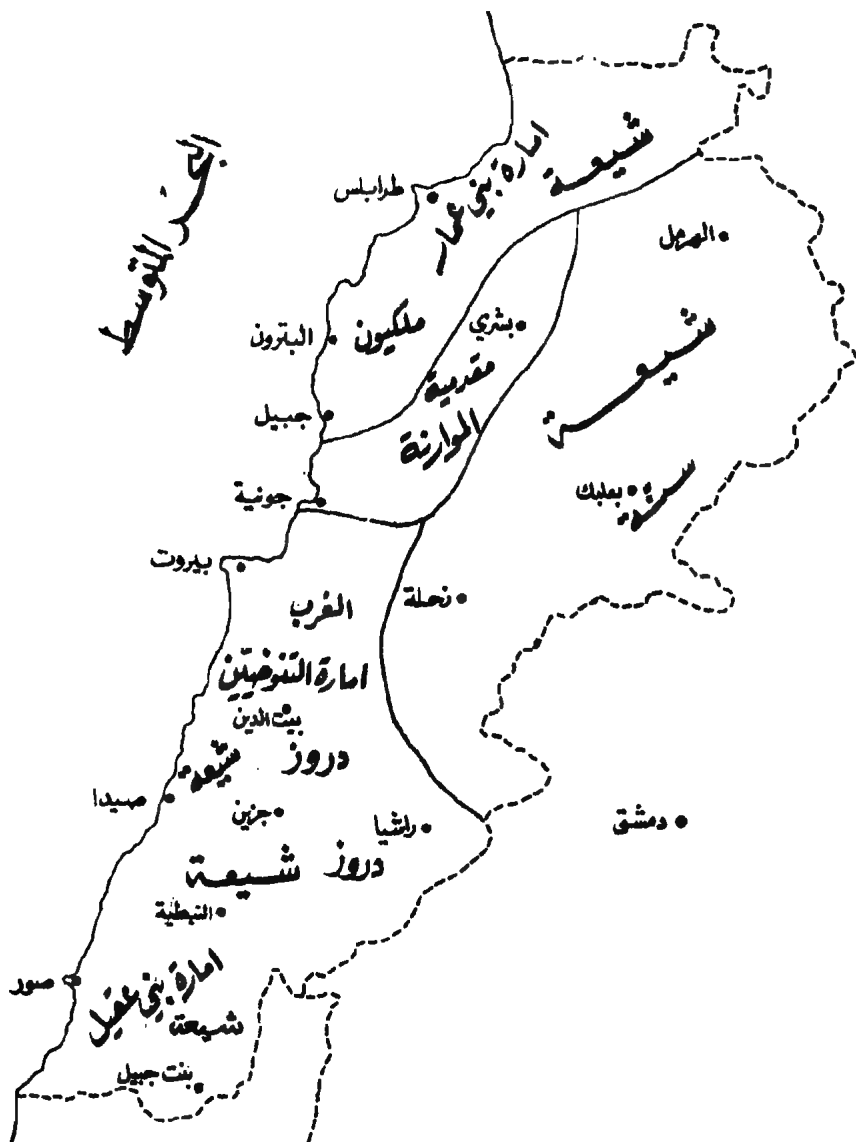 البحر المتوسط
شيعة
امارة بني عمار
طرابلس
الهرمل
ملكيون
بشري
البترون
شيعة
مقدمية
الموارنة
جبيل
سنة
بعلبك
جونية
بيروت
نحلة
الغرب
امارة التنوخيين
بيت الدين
دروز
شيعة
صيدا
جزين
راشيا
دمشق
دروز
شيعة
النبطية
امارة بني عقيل
صور
شيعة
بنت جبيل